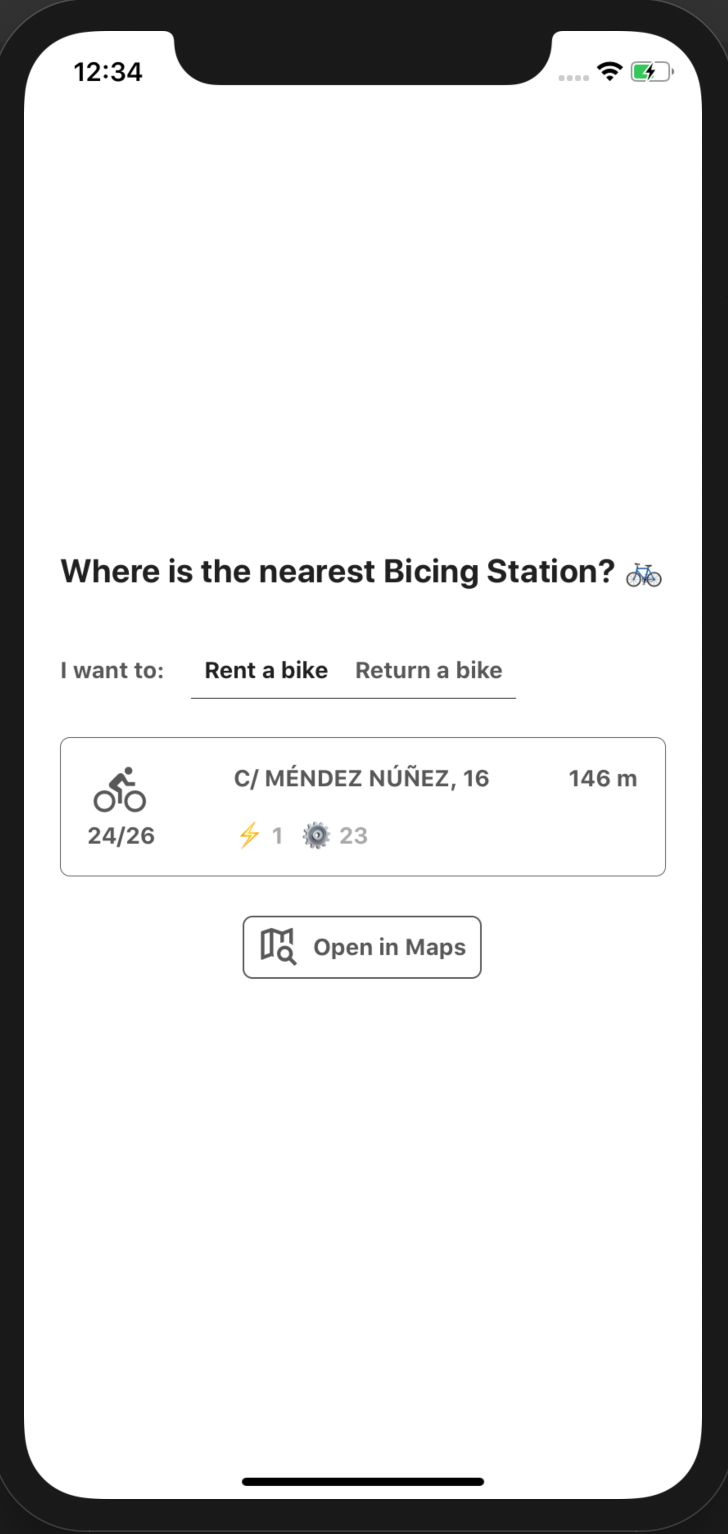 12:34
Where is the nearest Bicing Station? 🚲
I want to: Rent a bike Return a bike
C/ MÉNDEZ NÚÑEZ, 16 146 m
24/26 ⚡ 1 ⚙️ 23
Open in Maps